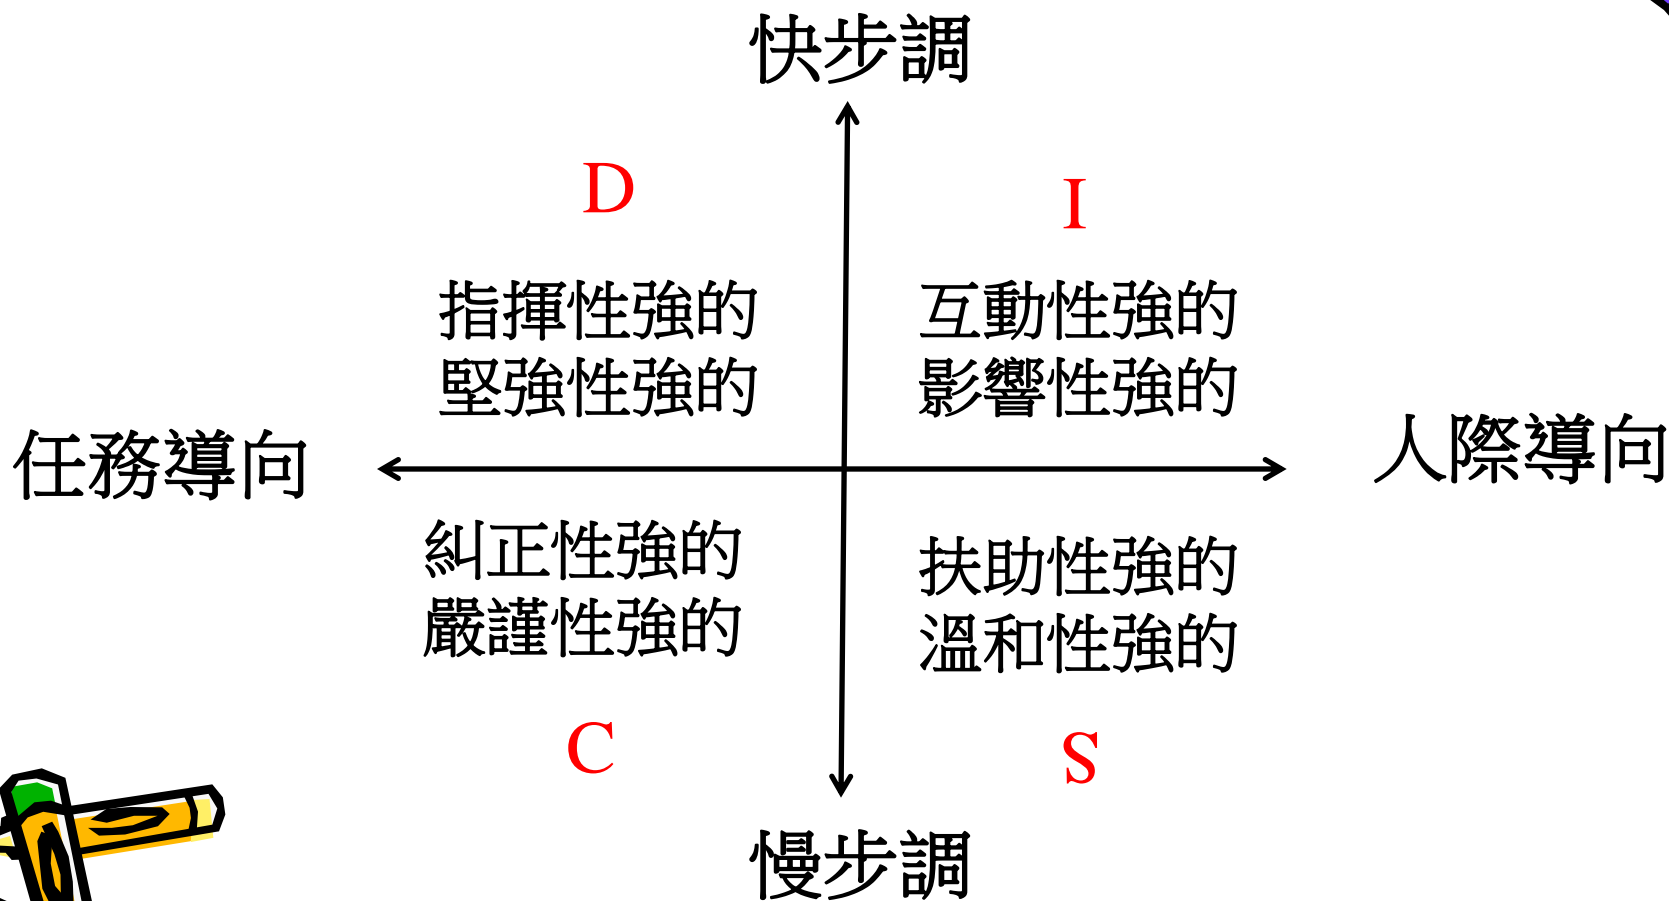 快步調
D
I
指揮性強的
堅強性強的
互動性強的
影響性強的
任務導向
人際導向
糾正性強的
嚴謹性強的
扶助性強的
溫和性強的
C
S
慢步調